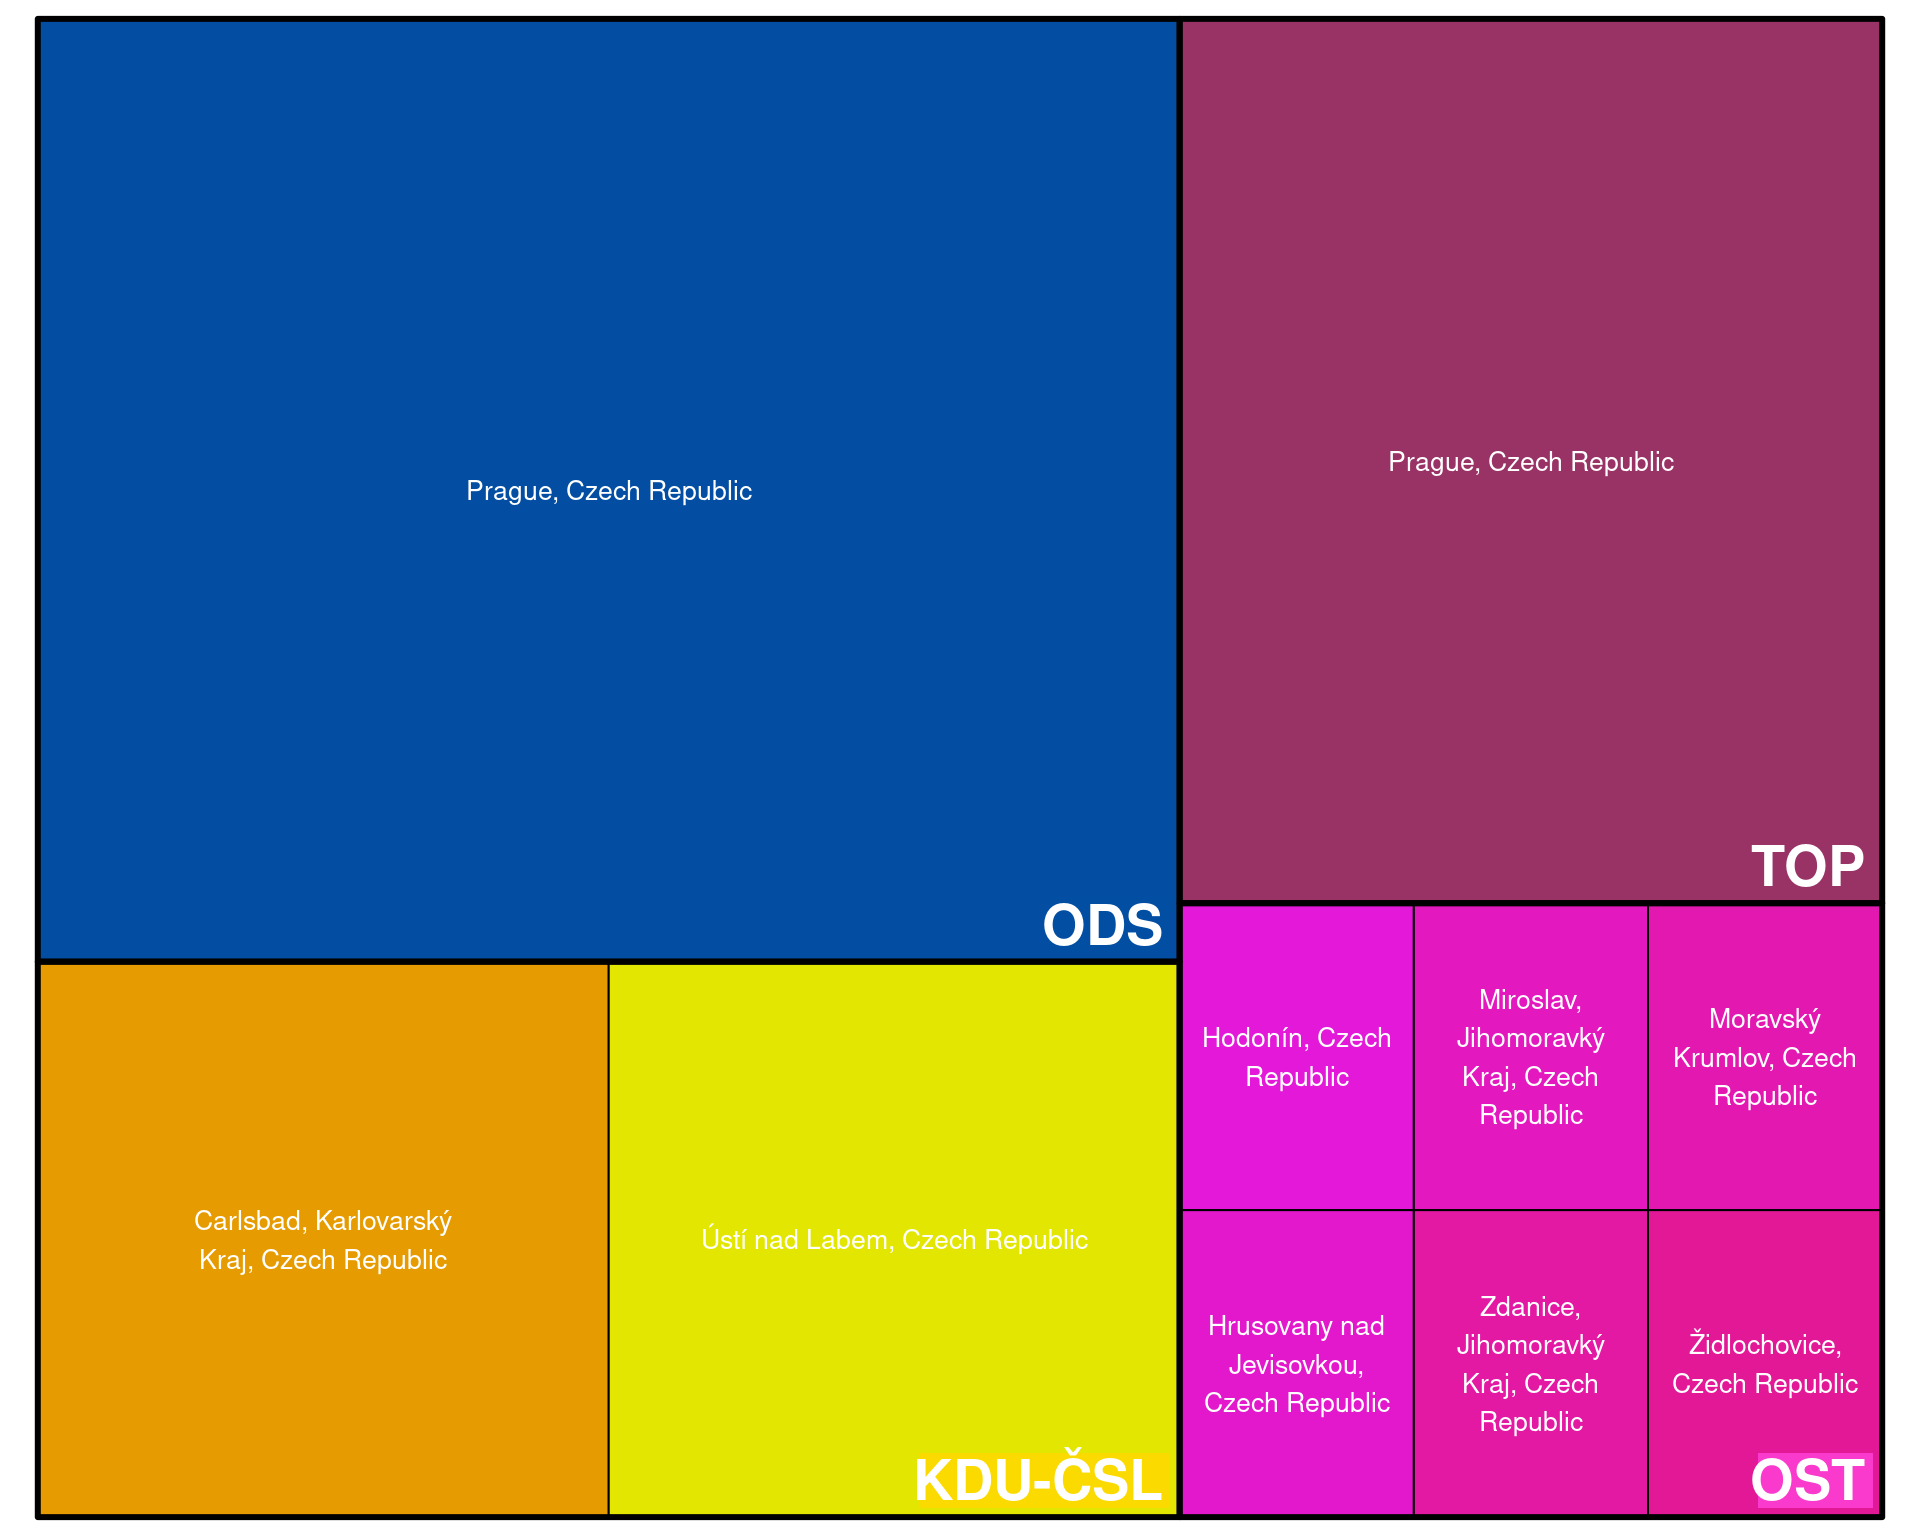 Prague, Czech Republic
ODS
Prague, Czech Republic
TOP
Carlsbad, Karlovarský
Kraj, Czech Republic
Ústí nad Labem, Czech Republic
KDU-ČSL
Hodonín, Czech
Republic
Miroslav,
Jihomoravký
Kraj, Czech
Republic
Moravský
Krumlov, Czech
Republic
Hrusovany nad
Jevisovkou,
Czech Republic
Zdanice,
Jihomoravký
Kraj, Czech
Republic
Židlochovice,
Czech Republic
OST